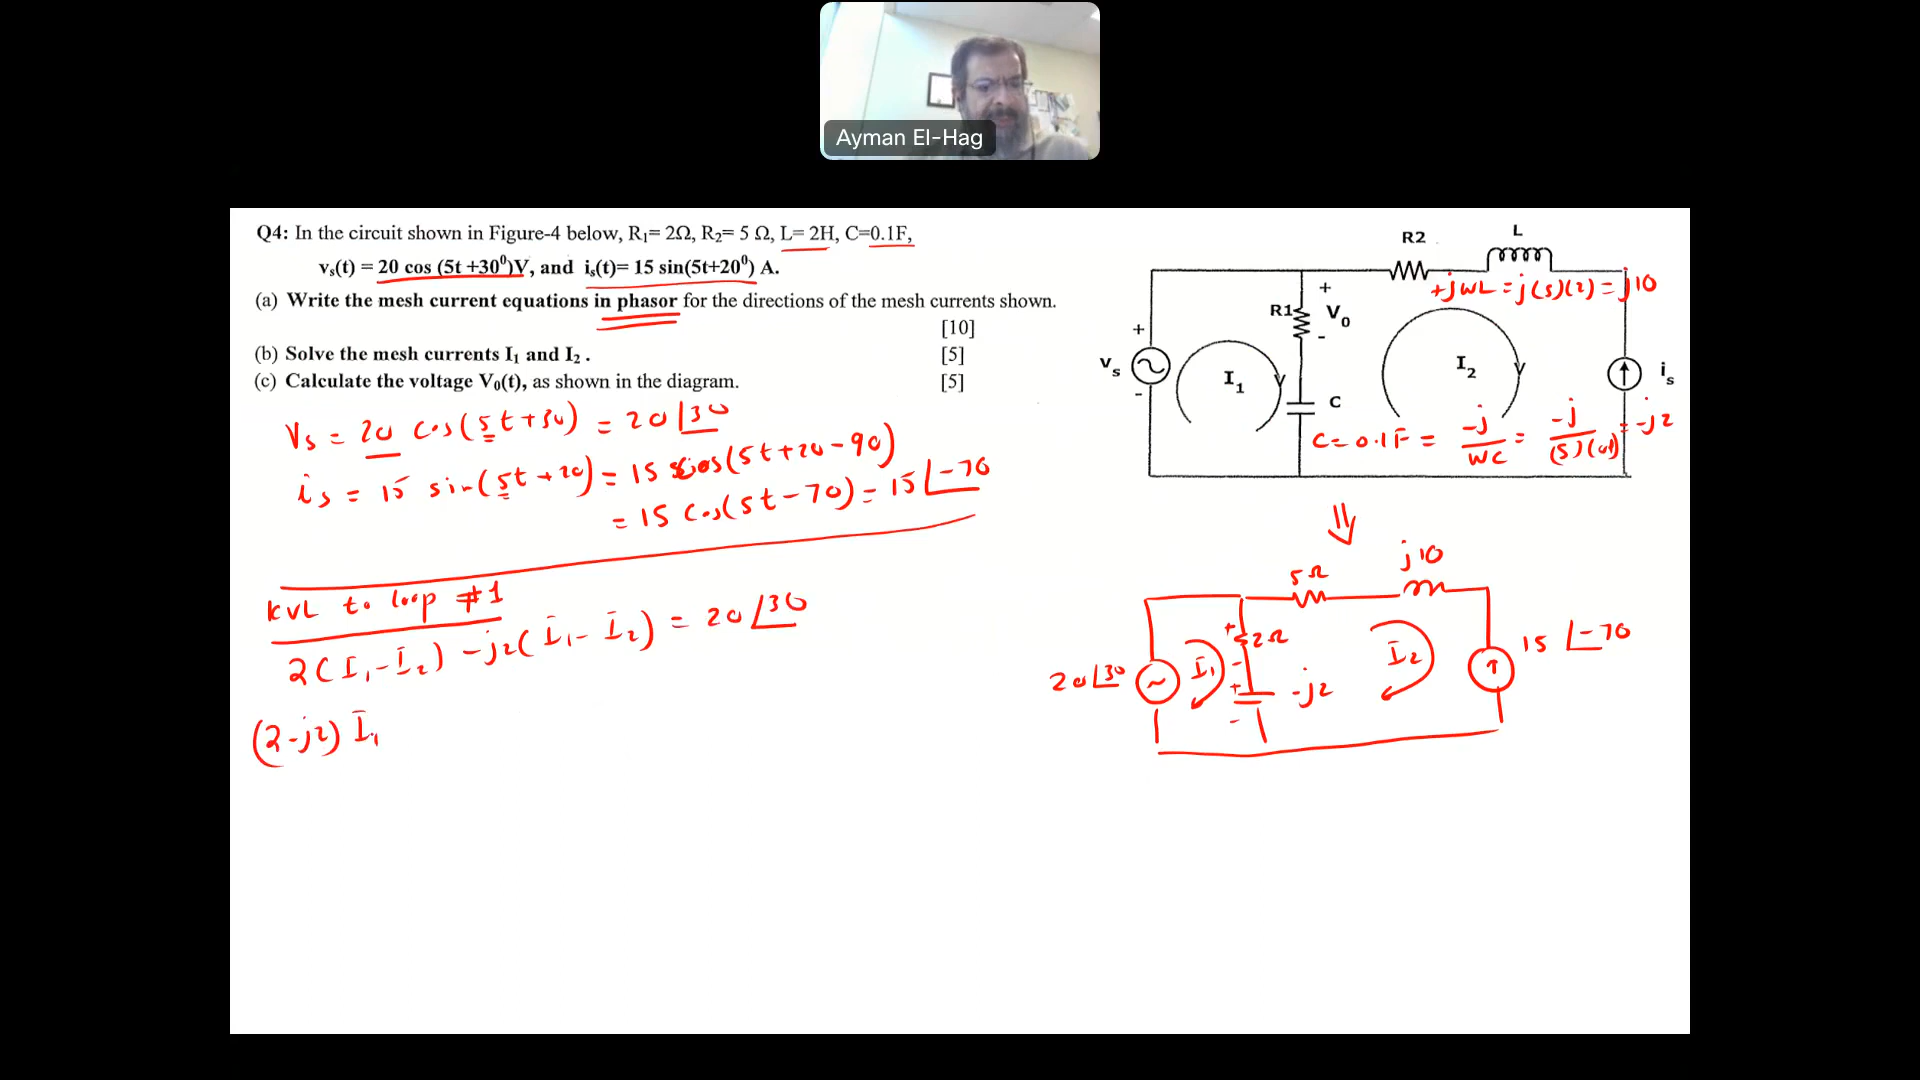 Ayman El-Hag
Q4: In the circuit shown in Figure-4 below, R₁= 2Ω, R₂= 5 Ω, L= 2H, C=0.1F,
vₛ(t) = 20 cos (5t +30⁰)V, and iₛ(t)= 15 sin(5t+20⁰) A.
(a) Write the mesh current equations in phasor for the directions of the mesh currents shown.
[10]
(b) Solve the mesh currents I₁ and I₂ .
[5]
(c) Calculate the voltage V₀(t), as shown in the diagram.
[5]
Vs = 20 cos(5t+30) = 20∠30
is = 15 sin(5t+20) = 15 cos(5t+20-90)
= 15 cos(5t-70) = 15∠-70
KVL to loop #1
2(I₁-I₂) -j2(I₁-I₂) = 20∠30
(2-j2) I₁
R2
L
+jwL = j(5)(2) = j10
+
R1
V₀
-
+
vₛ
-
I₁
I₂
iₛ
C
C = 0.1F = -j/wC = -j/(5)(0.1) = -j2
⇓
j10
5Ω
+
2Ω
-
15∠-70
20∠30
I₁
I₂
+
-j2
-